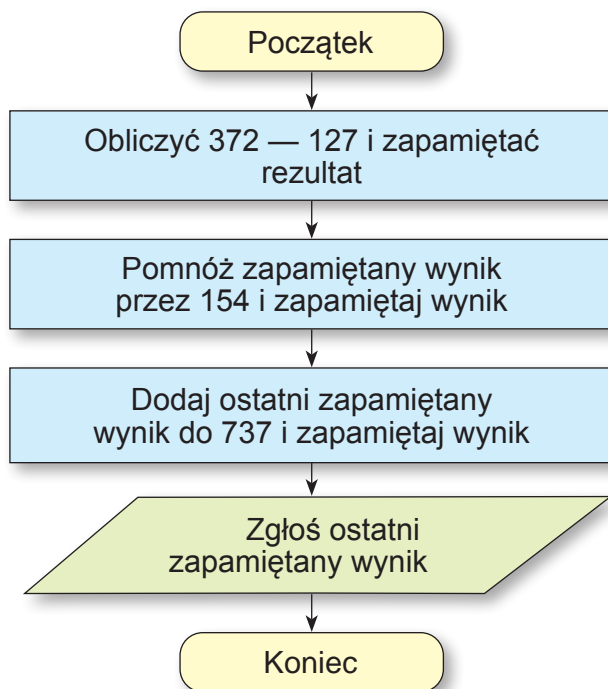 Początek
Obliczyć 372 — 127 i zapamiętać
rezultat
Pomnóż zapamiętany wynik
przez 154 i zapamiętaj wynik
Dodaj ostatni zapamiętany
wynik do 737 i zapamiętaj wynik
Zgłoś ostatni
zapamiętany wynik
Koniec